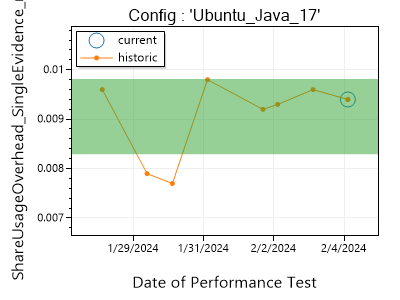 Config : 'Ubuntu_Java_17'
current
historic
0.01
0.009
0.008
0.007
ShareUsageOverhead_SingleEvidence_
1/29/2024
1/31/2024
2/2/2024
2/4/2024
Date of Performance Test